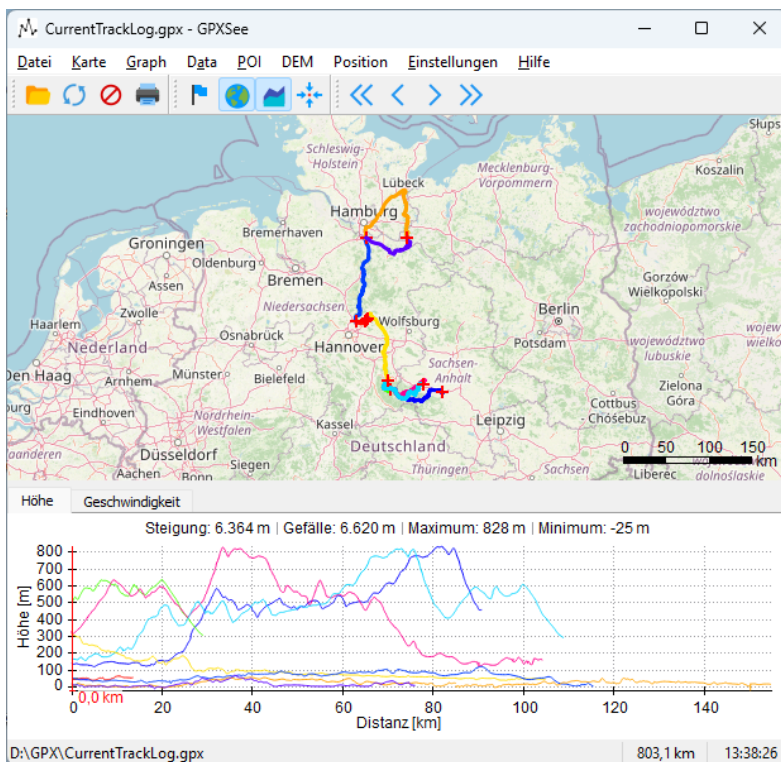 CurrentTrackLog.gpx - GPXSee
Datei Karte Graph Data POI DEM Position Einstellungen Hilfe
Słups
Schleswig-
Holstein
Koszalin
Lübeck
Mecklenburg-
Vorpommern
Hamburg
województwo
zachodniopomorskie
Bremerhaven
Groningen
Oldenburg
Assen
Bremen
Gorzów
Wielkopolski
Niedersachsen
Zwolle
Berlin
Haarlem
Wolfsburg
Osnabrück
Hannover
Potsdam
województwo
lubuskie
wojew
wielko
Nederland
Sachsen-
Anhalt
Den Haag
Arnhem
Münster
Bielefeld
Zielona
Góra
burg
Cottbus
- Chóśebuz
Eindhoven
Nordrhein-
Westfalen
Leipzig
Kassel
Düsseldorf
Deutschland
aanderen
Siegen
0 50 100 150
km
Aachen
Thüringen
Sachsen
Liberec
dolnośląskie
Bonn
Höhe Geschwindigkeit
Steigung: 6.364 m | Gefälle: 6.620 m | Maximum: 828 m | Minimum: -25 m
800
700
600
500
400
300
200
100
0
Höhe [m]
0,0 km
0 20 40 60 80 100 120 140
Distanz [km]
D:\GPX\CurrentTrackLog.gpx 803,1 km 13:38:26